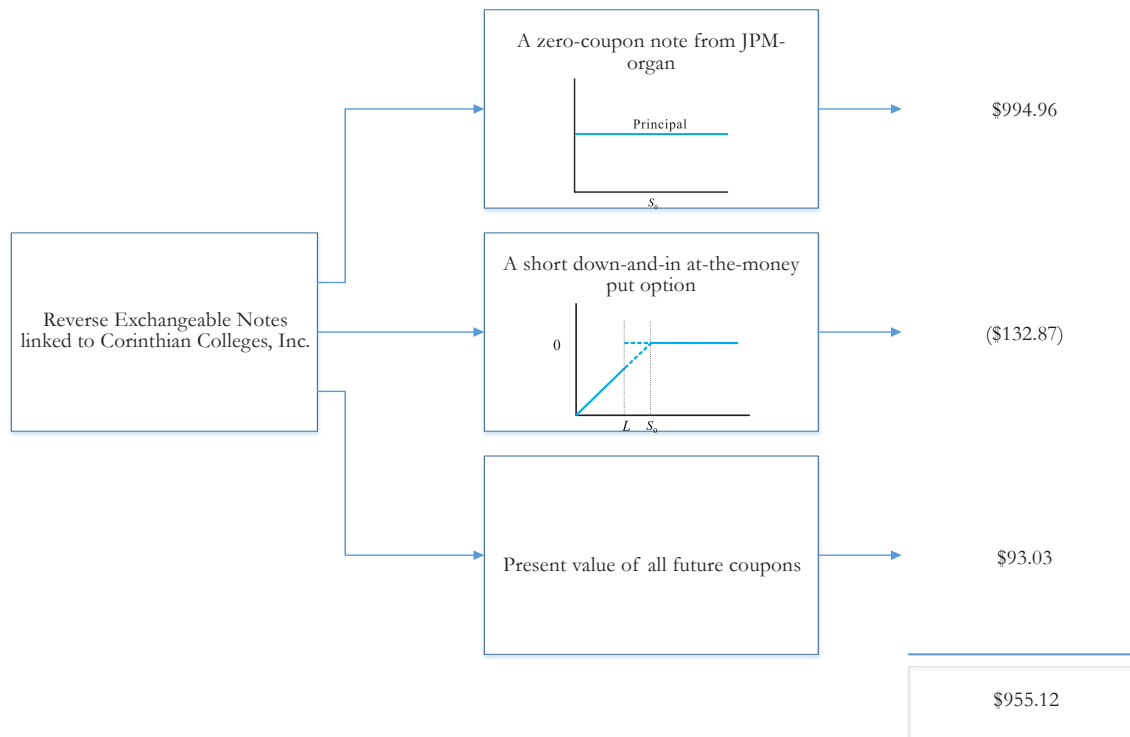 A zero-coupon note from JPM-
organ
Principal
S₀
$994.96
Reverse Exchangeable Notes
linked to Corinthian Colleges, Inc.
A short down-and-in at-the-money
put option
0
L S₀
($132.87)
Present value of all future coupons
$93.03
$955.12